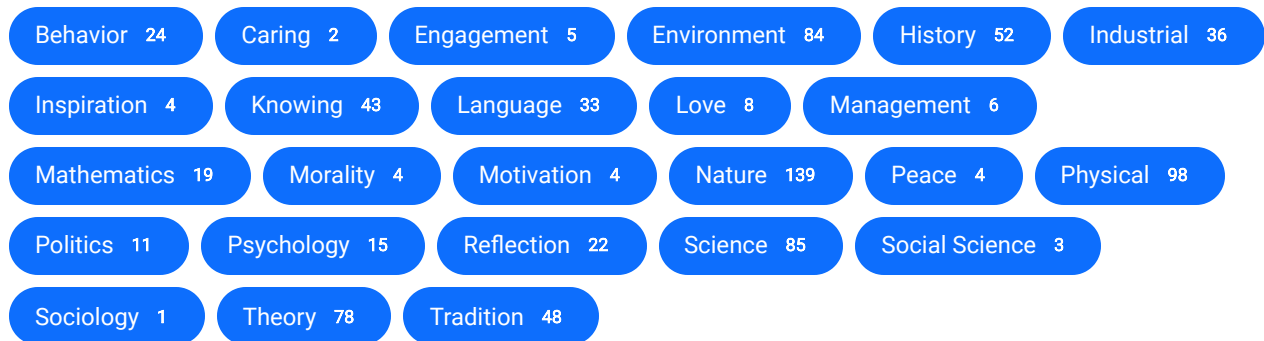 Behavior 24 Caring 2 Engagement 5 Environment 84 History 52 Industrial 36
Inspiration 4 Knowing 43 Language 33 Love 8 Management 6
Mathematics 19 Morality 4 Motivation 4 Nature 139 Peace 4 Physical 98
Politics 11 Psychology 15 Reflection 22 Science 85 Social Science 3
Sociology 1 Theory 78 Tradition 48